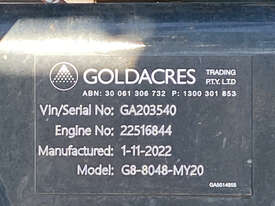 GOLDACRES TRADING PTY. LTD
ABN: 30 061 306 732 P: 1300 301 853
Vin/Serial No: GA203540
Engine No: 22516844
Manufactured: 1-11-2022
Model: G8-8048-MY20
GA5014855